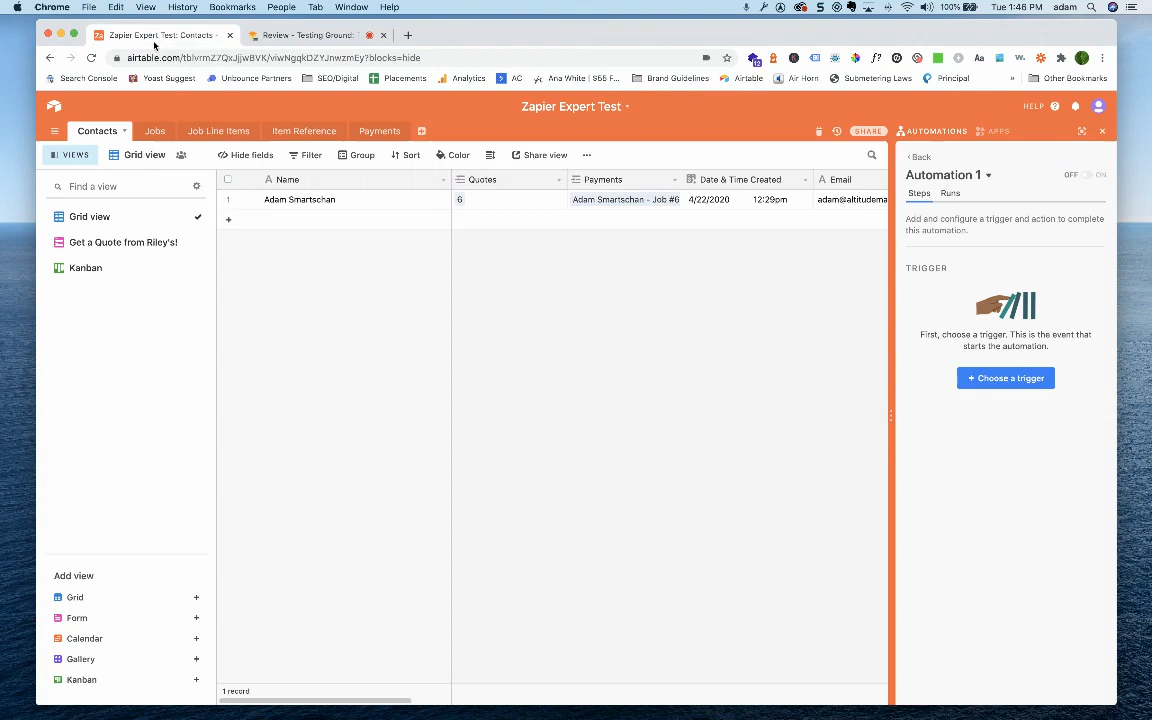 Chrome File Edit View History Bookmarks People Tab Window Help 100% Tue 1:46 PM adam
Zapier Expert Test: Contacts - Review - Testing Ground:
airtable.com/tblvrmZ7QxJjjwBVK/viwNgqkDZYJnwzmEy?blocks=hide
Search Console Yoast Suggest Unbounce Partners SEO/Digital Placements Analytics AC Ana White | S55 F... Brand Guidelines Airtable Air Horn Submetering Laws Principal » Other Bookmarks
Zapier Expert Test HELP
Contacts Jobs Job Line Items Item Reference Payments SHARE AUTOMATIONS APPS
VIEWS Grid view Hide fields Filter Group Sort Color Share view ...
Find a view
Name Quotes Payments Date & Time Created Email
1 Adam Smartschan 6 Adam Smartschan - Job #6 4/22/2020 12:29pm adam@altitudema
Grid view
Get a Quote from Riley's!
Kanban
Add view
Grid
Form
Calendar
Gallery
Kanban
1 record
Back
Automation 1 OFF ON
Steps Runs
Add and configure a trigger and action to complete
this automation.
TRIGGER
First, choose a trigger. This is the event that
starts the automation.
+ Choose a trigger